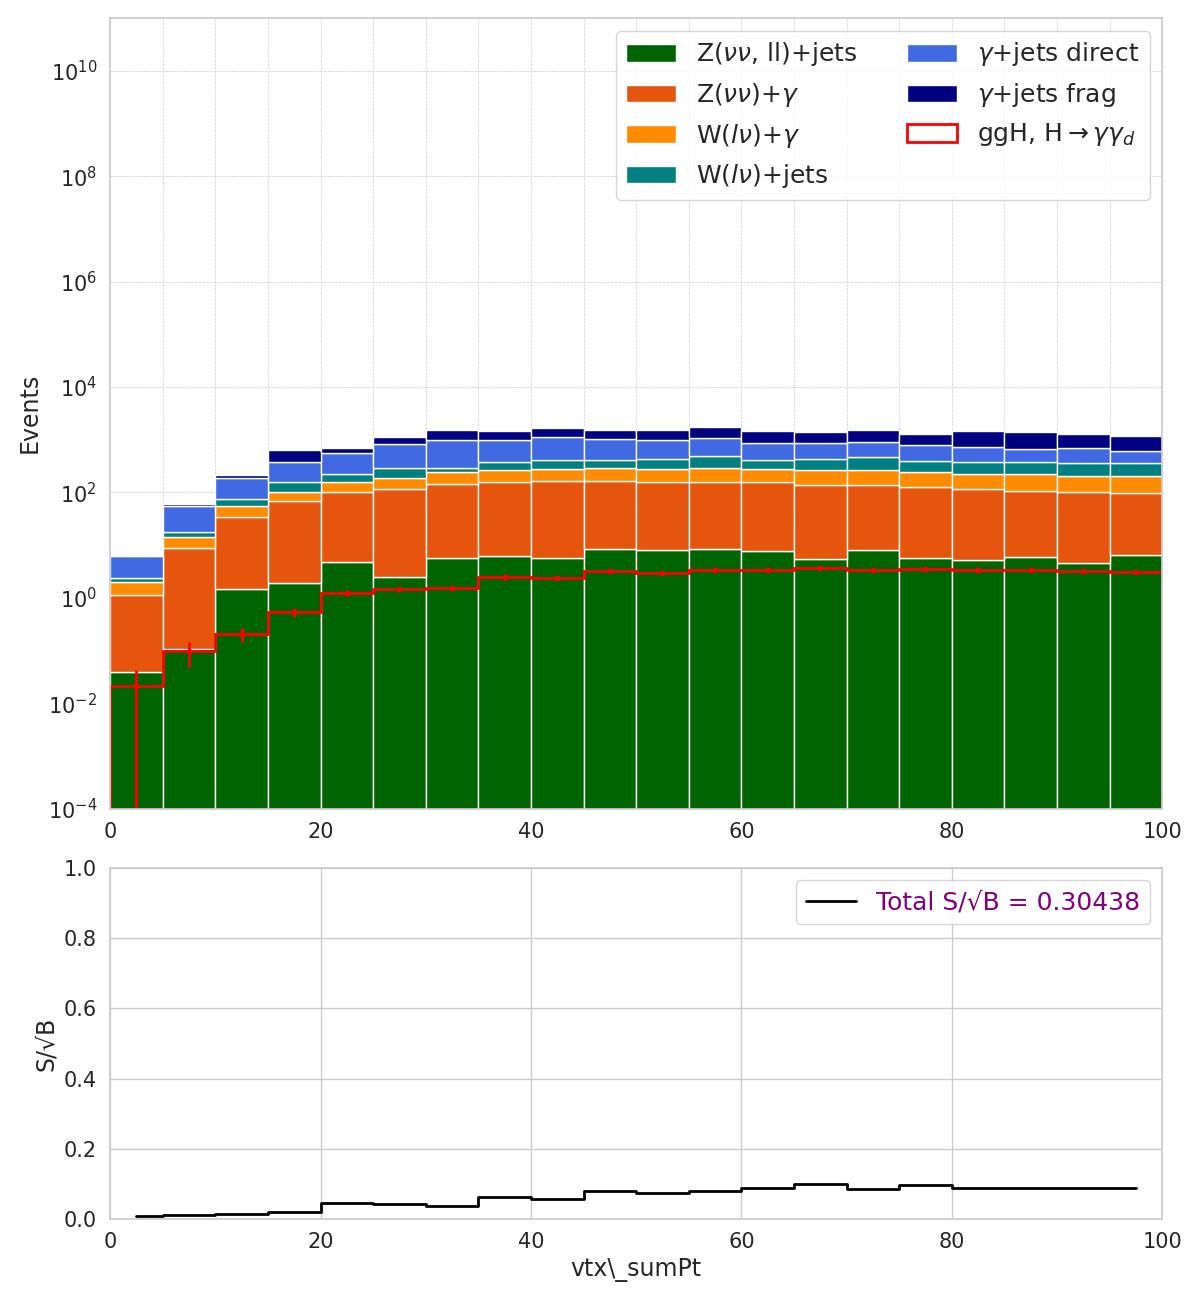 Z(νν, ll)+jets
Z(νν)+γ
W(lν)+γ
W(lν)+jets
γ+jets direct
γ+jets frag
ggH, H→γγ_d
Events
10^10
10^8
10^6
10^4
10^2
10^0
10^−2
10^−4
0 20 40 60 80 100
Total S/√B = 0.30438
S/√B
1.0
0.8
0.6
0.4
0.2
0.0
0 20 40 60 80 100
vtx\_sumPt